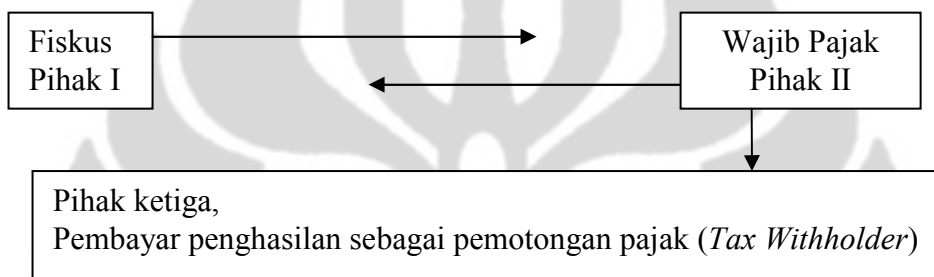 Fiskus
Pihak I
Wajib Pajak
Pihak II
Pihak ketiga,
Pembayar penghasilan sebagai pemotongan pajak (Tax Withholder)